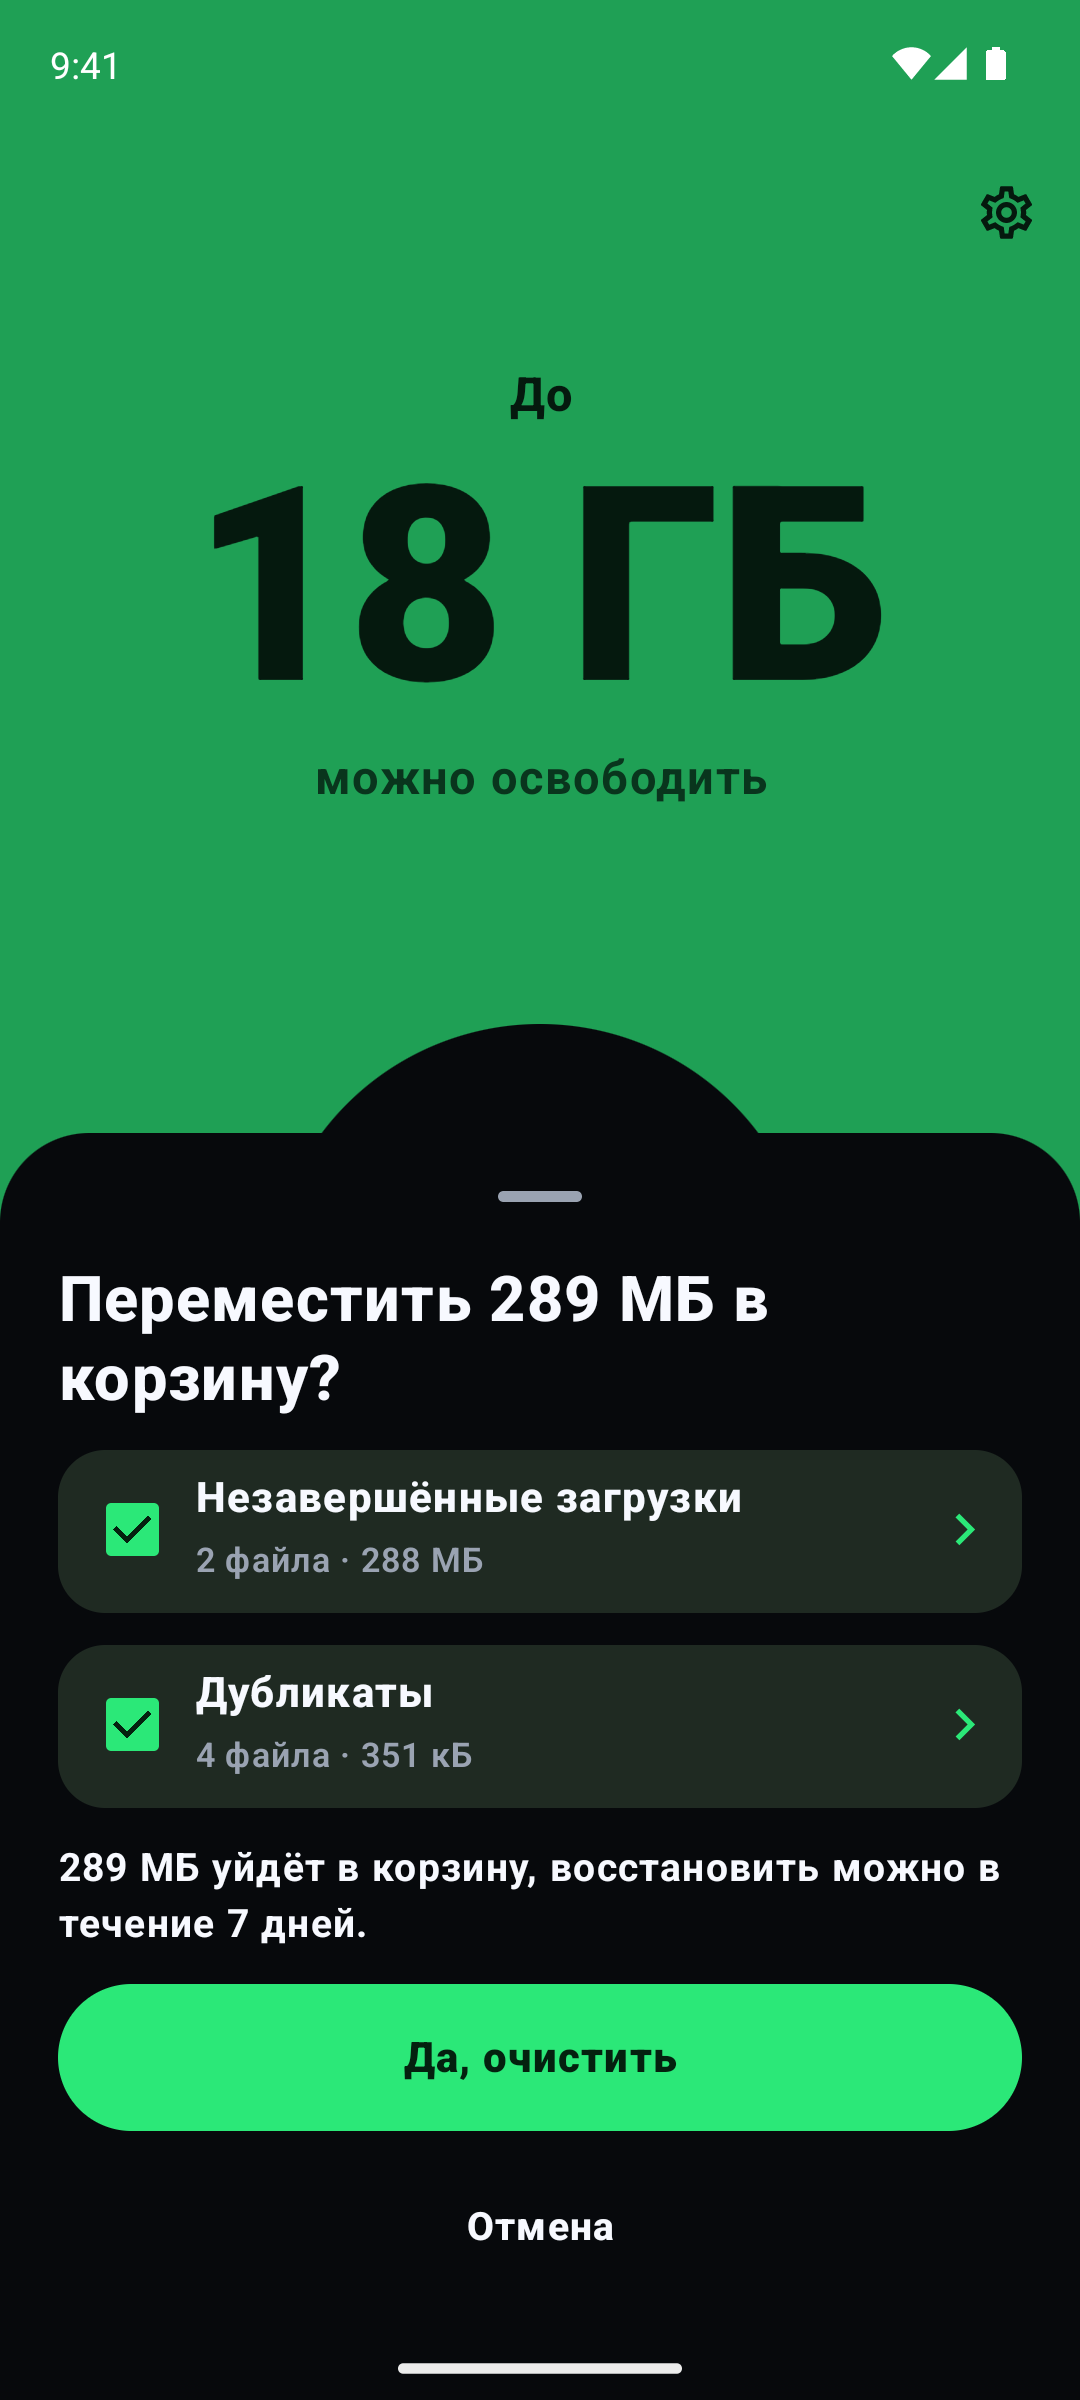 9:41
До
18 ГБ
можно освободить
Переместить 289 МБ в
корзину?
Незавершённые загрузки
2 файла · 288 МБ
Дубликаты
4 файла · 351 кБ
289 МБ уйдёт в корзину, восстановить можно в
течение 7 дней.
Да, очистить
Отмена